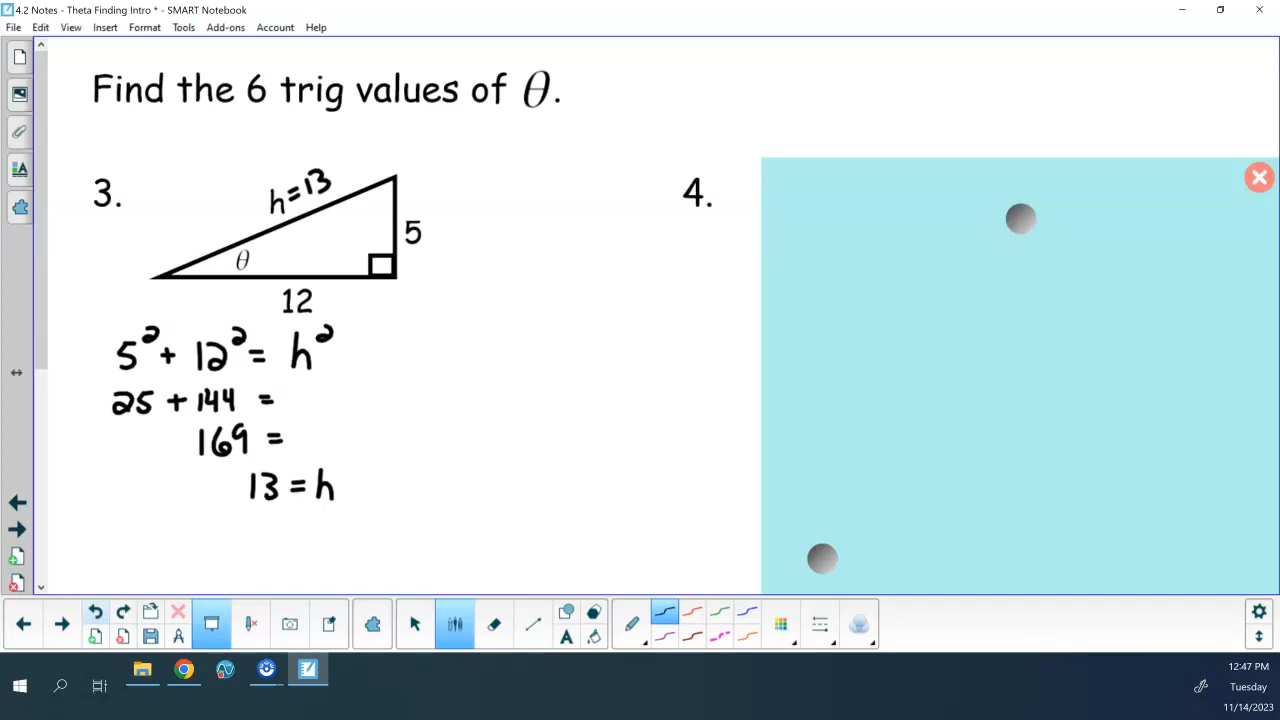 4.2 Notes - Theta Finding Intro * - SMART Notebook
File Edit View Insert Format Tools Add-ons Account Help
Find the 6 trig values of θ.
3.
h=13
5
θ
12
5² + 12² = h²
25 + 144 =
169 =
13 = h
4.
12:47 PM
Tuesday
11/14/2023